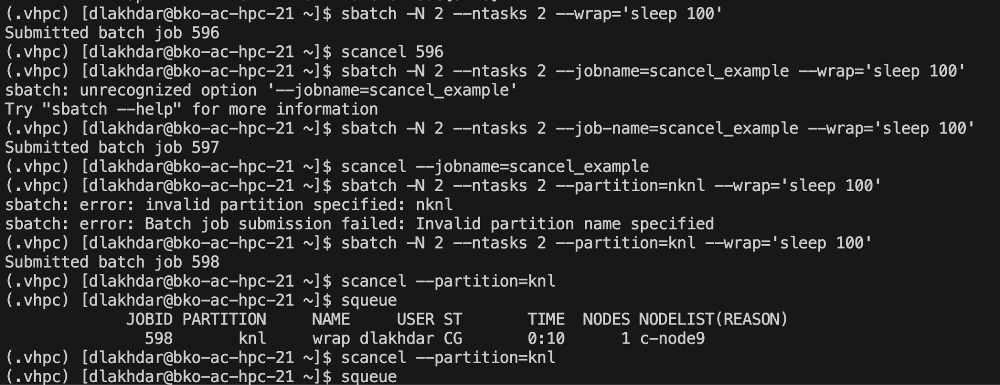 (.vhpc) [dlakhdar@bko-ac-hpc-21 ~]$ sbatch -N 2 --ntasks 2 --wrap='sleep 100'
Submitted batch job 596
(.vhpc) [dlakhdar@bko-ac-hpc-21 ~]$ scancel 596
(.vhpc) [dlakhdar@bko-ac-hpc-21 ~]$ sbatch -N 2 --ntasks 2 --jobname=scancel_example --wrap='sleep 100'
sbatch: unrecognized option '--jobname=scancel_example'
Try "sbatch --help" for more information
(.vhpc) [dlakhdar@bko-ac-hpc-21 ~]$ sbatch -N 2 --ntasks 2 --job-name=scancel_example --wrap='sleep 100'
Submitted batch job 597
(.vhpc) [dlakhdar@bko-ac-hpc-21 ~]$ scancel --jobname=scancel_example
(.vhpc) [dlakhdar@bko-ac-hpc-21 ~]$ sbatch -N 2 --ntasks 2 --partition=nknl --wrap='sleep 100'
sbatch: error: invalid partition specified: nknl
sbatch: error: Batch job submission failed: Invalid partition name specified
(.vhpc) [dlakhdar@bko-ac-hpc-21 ~]$ sbatch -N 2 --ntasks 2 --partition=knl --wrap='sleep 100'
Submitted batch job 598
(.vhpc) [dlakhdar@bko-ac-hpc-21 ~]$ scancel --partition=knl
(.vhpc) [dlakhdar@bko-ac-hpc-21 ~]$ squeue
             JOBID PARTITION     NAME     USER ST       TIME  NODES NODELIST(REASON)
               598       knl     wrap dlakhdar CG       0:10      1 c-node9
(.vhpc) [dlakhdar@bko-ac-hpc-21 ~]$ scancel --partition=knl
(.vhpc) [dlakhdar@bko-ac-hpc-21 ~]$ squeue